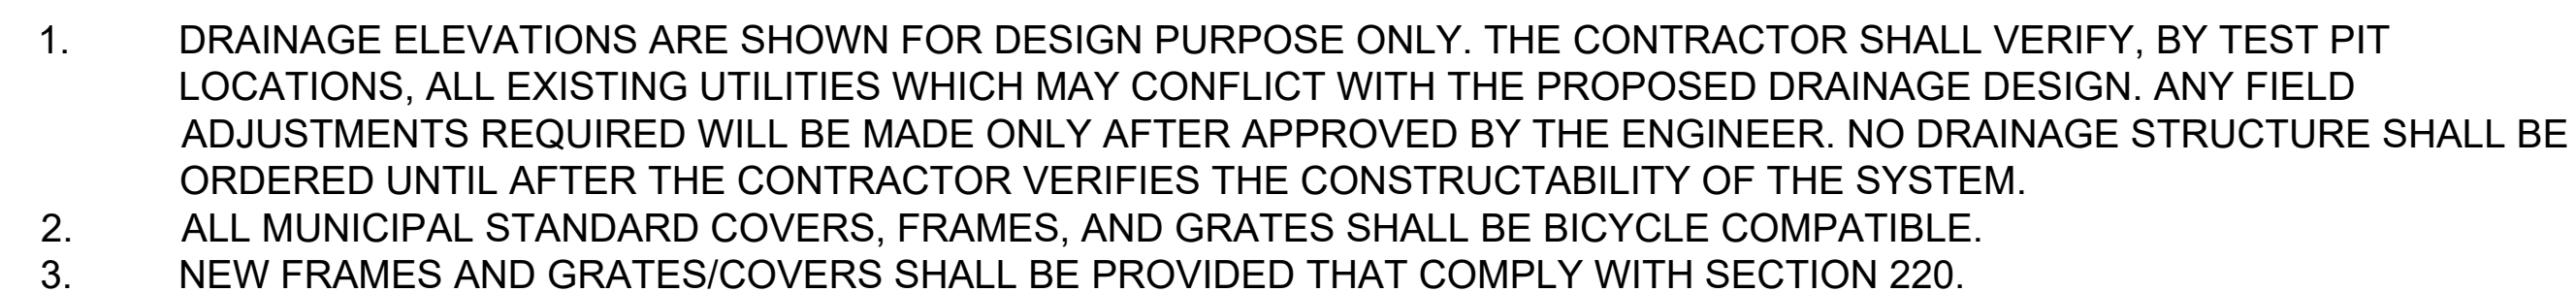 1. DRAINAGE ELEVATIONS ARE SHOWN FOR DESIGN PURPOSE ONLY. THE CONTRACTOR SHALL VERIFY, BY TEST PIT
LOCATIONS, ALL EXISTING UTILITIES WHICH MAY CONFLICT WITH THE PROPOSED DRAINAGE DESIGN. ANY FIELD
ADJUSTMENTS REQUIRED WILL BE MADE ONLY AFTER APPROVED BY THE ENGINEER. NO DRAINAGE STRUCTURE SHALL BE
ORDERED UNTIL AFTER THE CONTRACTOR VERIFIES THE CONSTRUCTABILITY OF THE SYSTEM.
2. ALL MUNICIPAL STANDARD COVERS, FRAMES, AND GRATES SHALL BE BICYCLE COMPATIBLE.
3. NEW FRAMES AND GRATES/COVERS SHALL BE PROVIDED THAT COMPLY WITH SECTION 220.